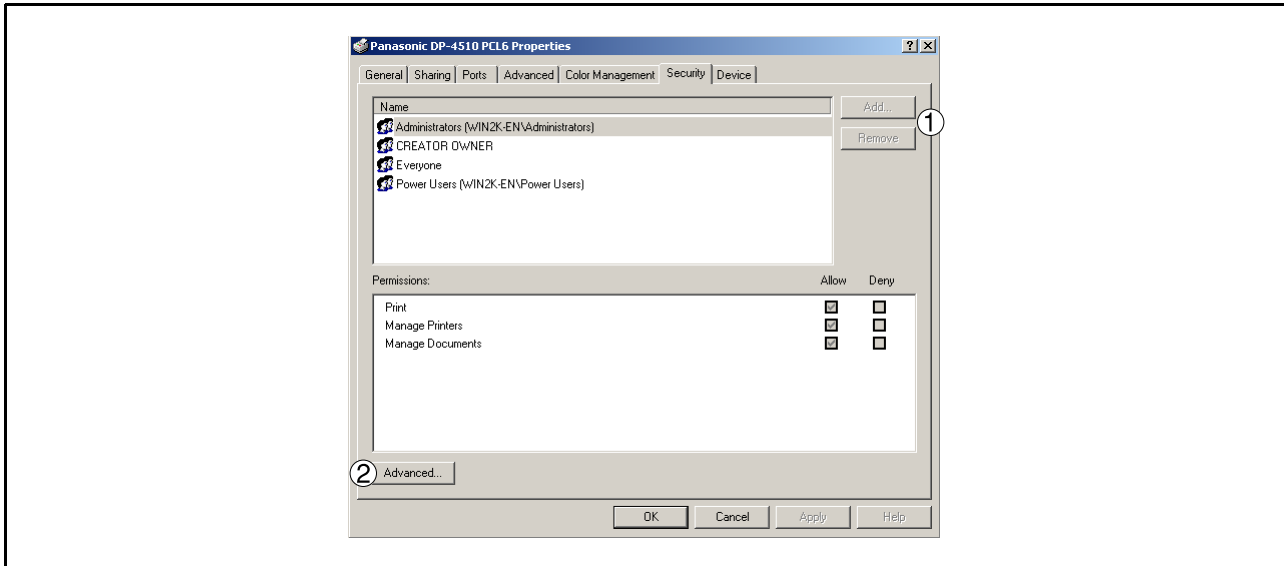 Panasonic DP-4510 PCL6 Properties
General Sharing Ports Advanced Color Management Security Device
Name
Add...
①
Administrators (WIN2K-EN\Administrators)
Remove
CREATOR OWNER
Everyone
Power Users (WIN2K-EN\Power Users)
Permissions: Allow Deny
Print
Manage Printers
Manage Documents
② Advanced...
OK Cancel Apply Help